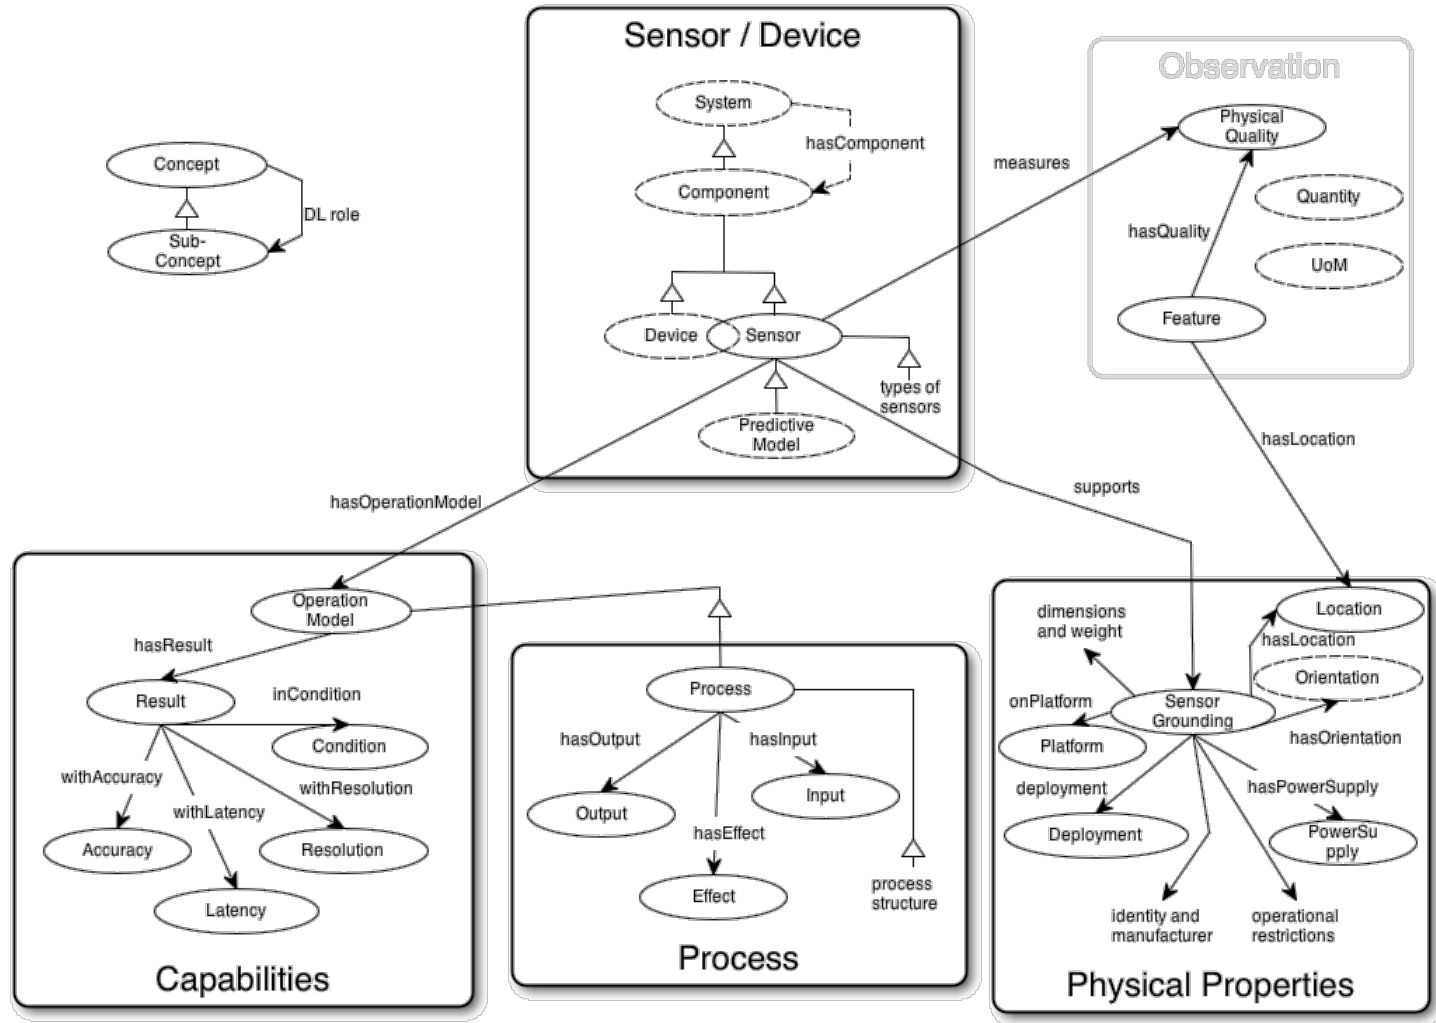 Sensor / Device
System
hasComponent
Component
Device
Sensor
types of
sensors
Predictive
Model
Observation
Physical
Quality
measures
Quantity
hasQuality
UoM
Feature
Concept
DL role
Sub-
Concept
hasLocation
supports
hasOperationModel
Operation
Model
hasResult
Result
inCondition
Condition
withAccuracy
withResolution
withLatency
Accuracy
Resolution
Latency
Capabilities
Process
hasOutput
hasInput
Output
Input
hasEffect
Effect
process
structure
Process
dimensions
and weight
Location
hasLocation
Orientation
onPlatform
Sensor
Grounding
Platform
hasOrientation
deployment
hasPowerSupply
Deployment
PowerSu
pply
identity and
manufacturer
operational
restrictions
Physical Properties